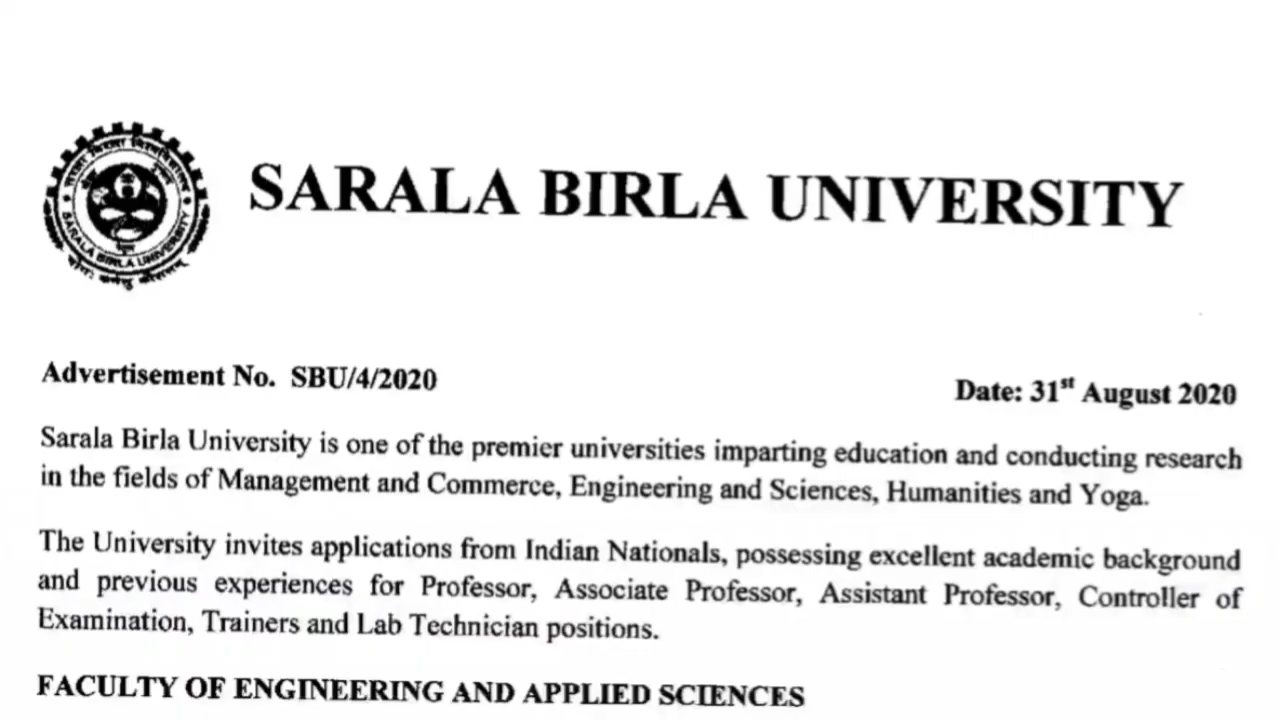 SARALA BIRLA UNIVERSITY
SARALA BIRLA UNIVERSITY
Advertisement No. SBU/4/2020
Date: 31st August 2020
Sarala Birla University is one of the premier universities imparting education and conducting research
in the fields of Management and Commerce, Engineering and Sciences, Humanities and Yoga.
The University invites applications from Indian Nationals, possessing excellent academic background
and previous experiences for Professor, Associate Professor, Assistant Professor, Controller of
Examination, Trainers and Lab Technician positions.
FACULTY OF ENGINEERING AND APPLIED SCIENCES